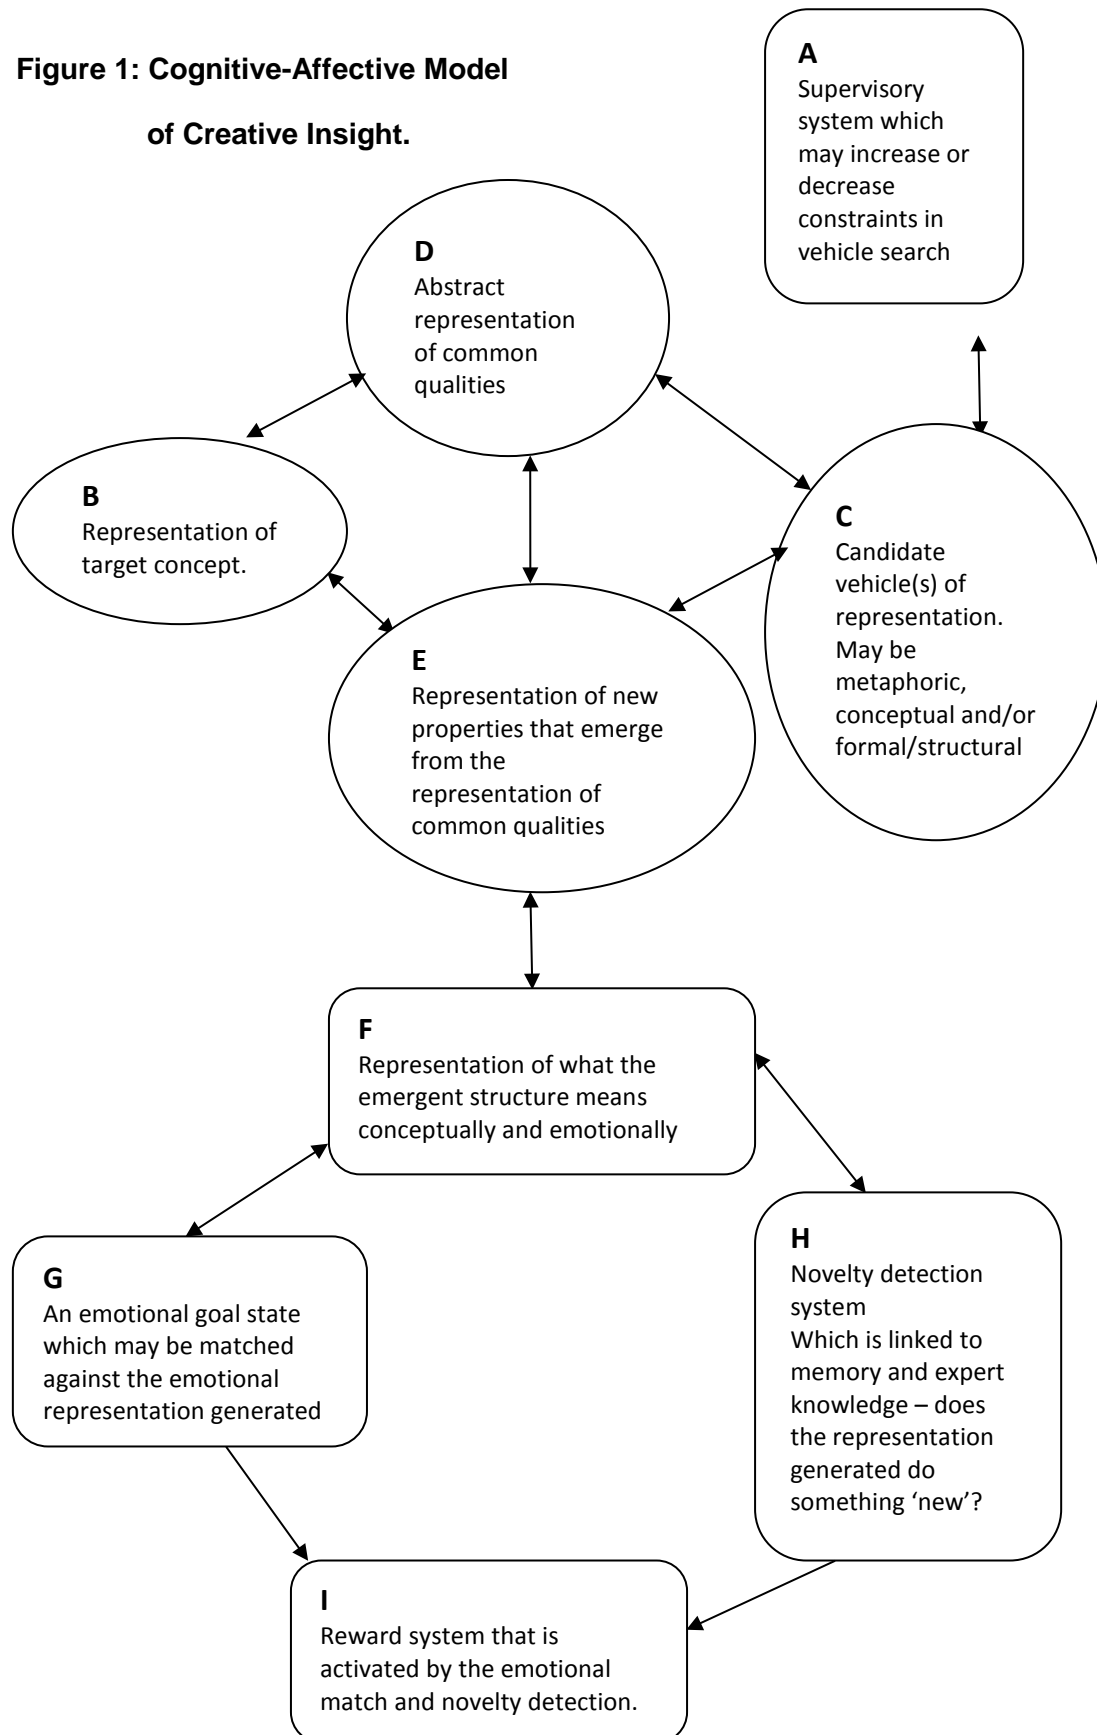 Figure 1: Cognitive-Affective Model
of Creative Insight.
A
Supervisory
system which
may increase or
decrease
constraints in
vehicle search
D
Abstract
representation
of common
qualities
B
Representation of
target concept.
C
Candidate
vehicle(s) of
representation.
May be
metaphoric,
conceptual and/or
formal/structural
E
Representation of new
properties that emerge
from the
representation of
common qualities
F
Representation of what the
emergent structure means
conceptually and emotionally
G
An emotional goal state
which may be matched
against the emotional
representation generated
H
Novelty detection
system
Which is linked to
memory and expert
knowledge – does
the representation
generated do
something ‘new’?
I
Reward system that is
activated by the emotional
match and novelty detection.